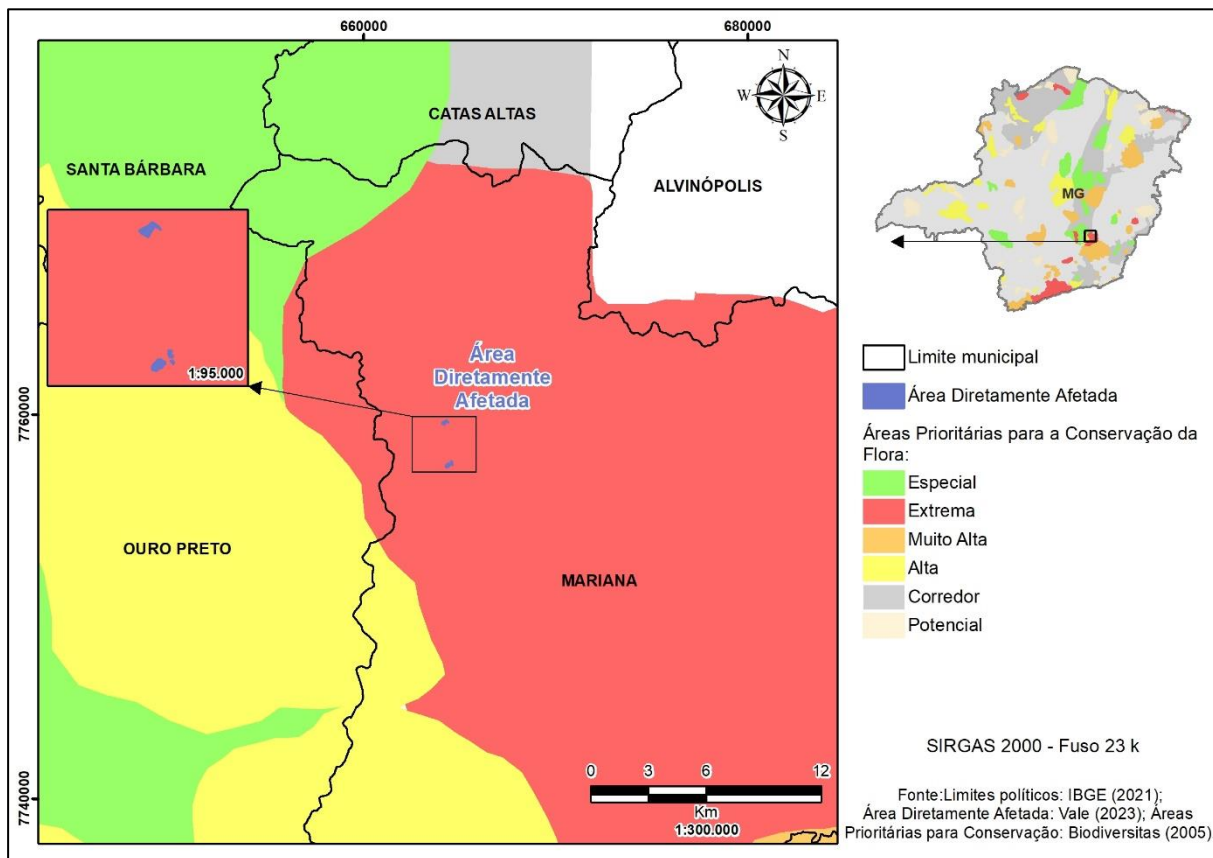 660000
680000
N
W
E
S
CATAS ALTAS
SANTA BÁRBARA
ALVINÓPOLIS
MG
1:95.000
Área
Diretamente
Afetada
7760000
OURO PRETO
MARIANA
7740000
0 3 6 12
Km
1:300.000
Limite municipal
Área Diretamente Afetada
Áreas Prioritárias para a Conservação da
Flora:
Especial
Extrema
Muito Alta
Alta
Corredor
Potencial
SIRGAS 2000 - Fuso 23 k
Fonte:Limites políticos: IBGE (2021);
Área Diretamente Afetada: Vale (2023); Áreas
Prioritárias para Conservação: Biodiversitas (2005)